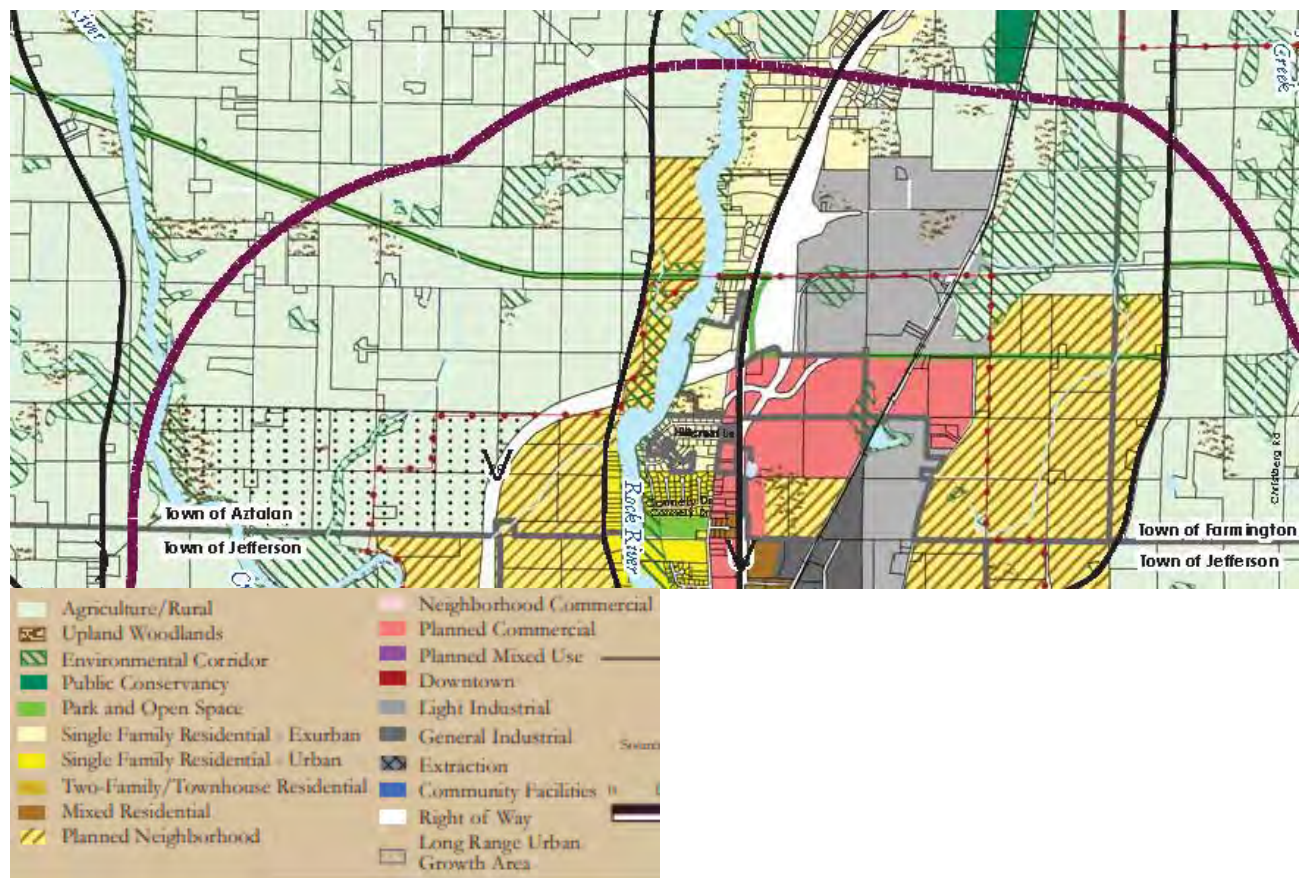 River
Creek
Christberg Rd
Rock River
Town of Aztalan
Town of Jefferson
Town of Farmington
Town of Jefferson
Agriculture/Rural
Upland Woodlands
Environmental Corridor
Public Conservancy
Park and Open Space
Single Family Residential - Exurban
Single Family Residential - Urban
Two-Family/Townhouse Residential
Mixed Residential
Planned Neighborhood
Neighborhood Commercial
Planned Commercial
Planned Mixed Use
Downtown
Light Industrial
General Industrial
Extraction
Community Facilities
Right of Way
Long Range Urban
Growth Area